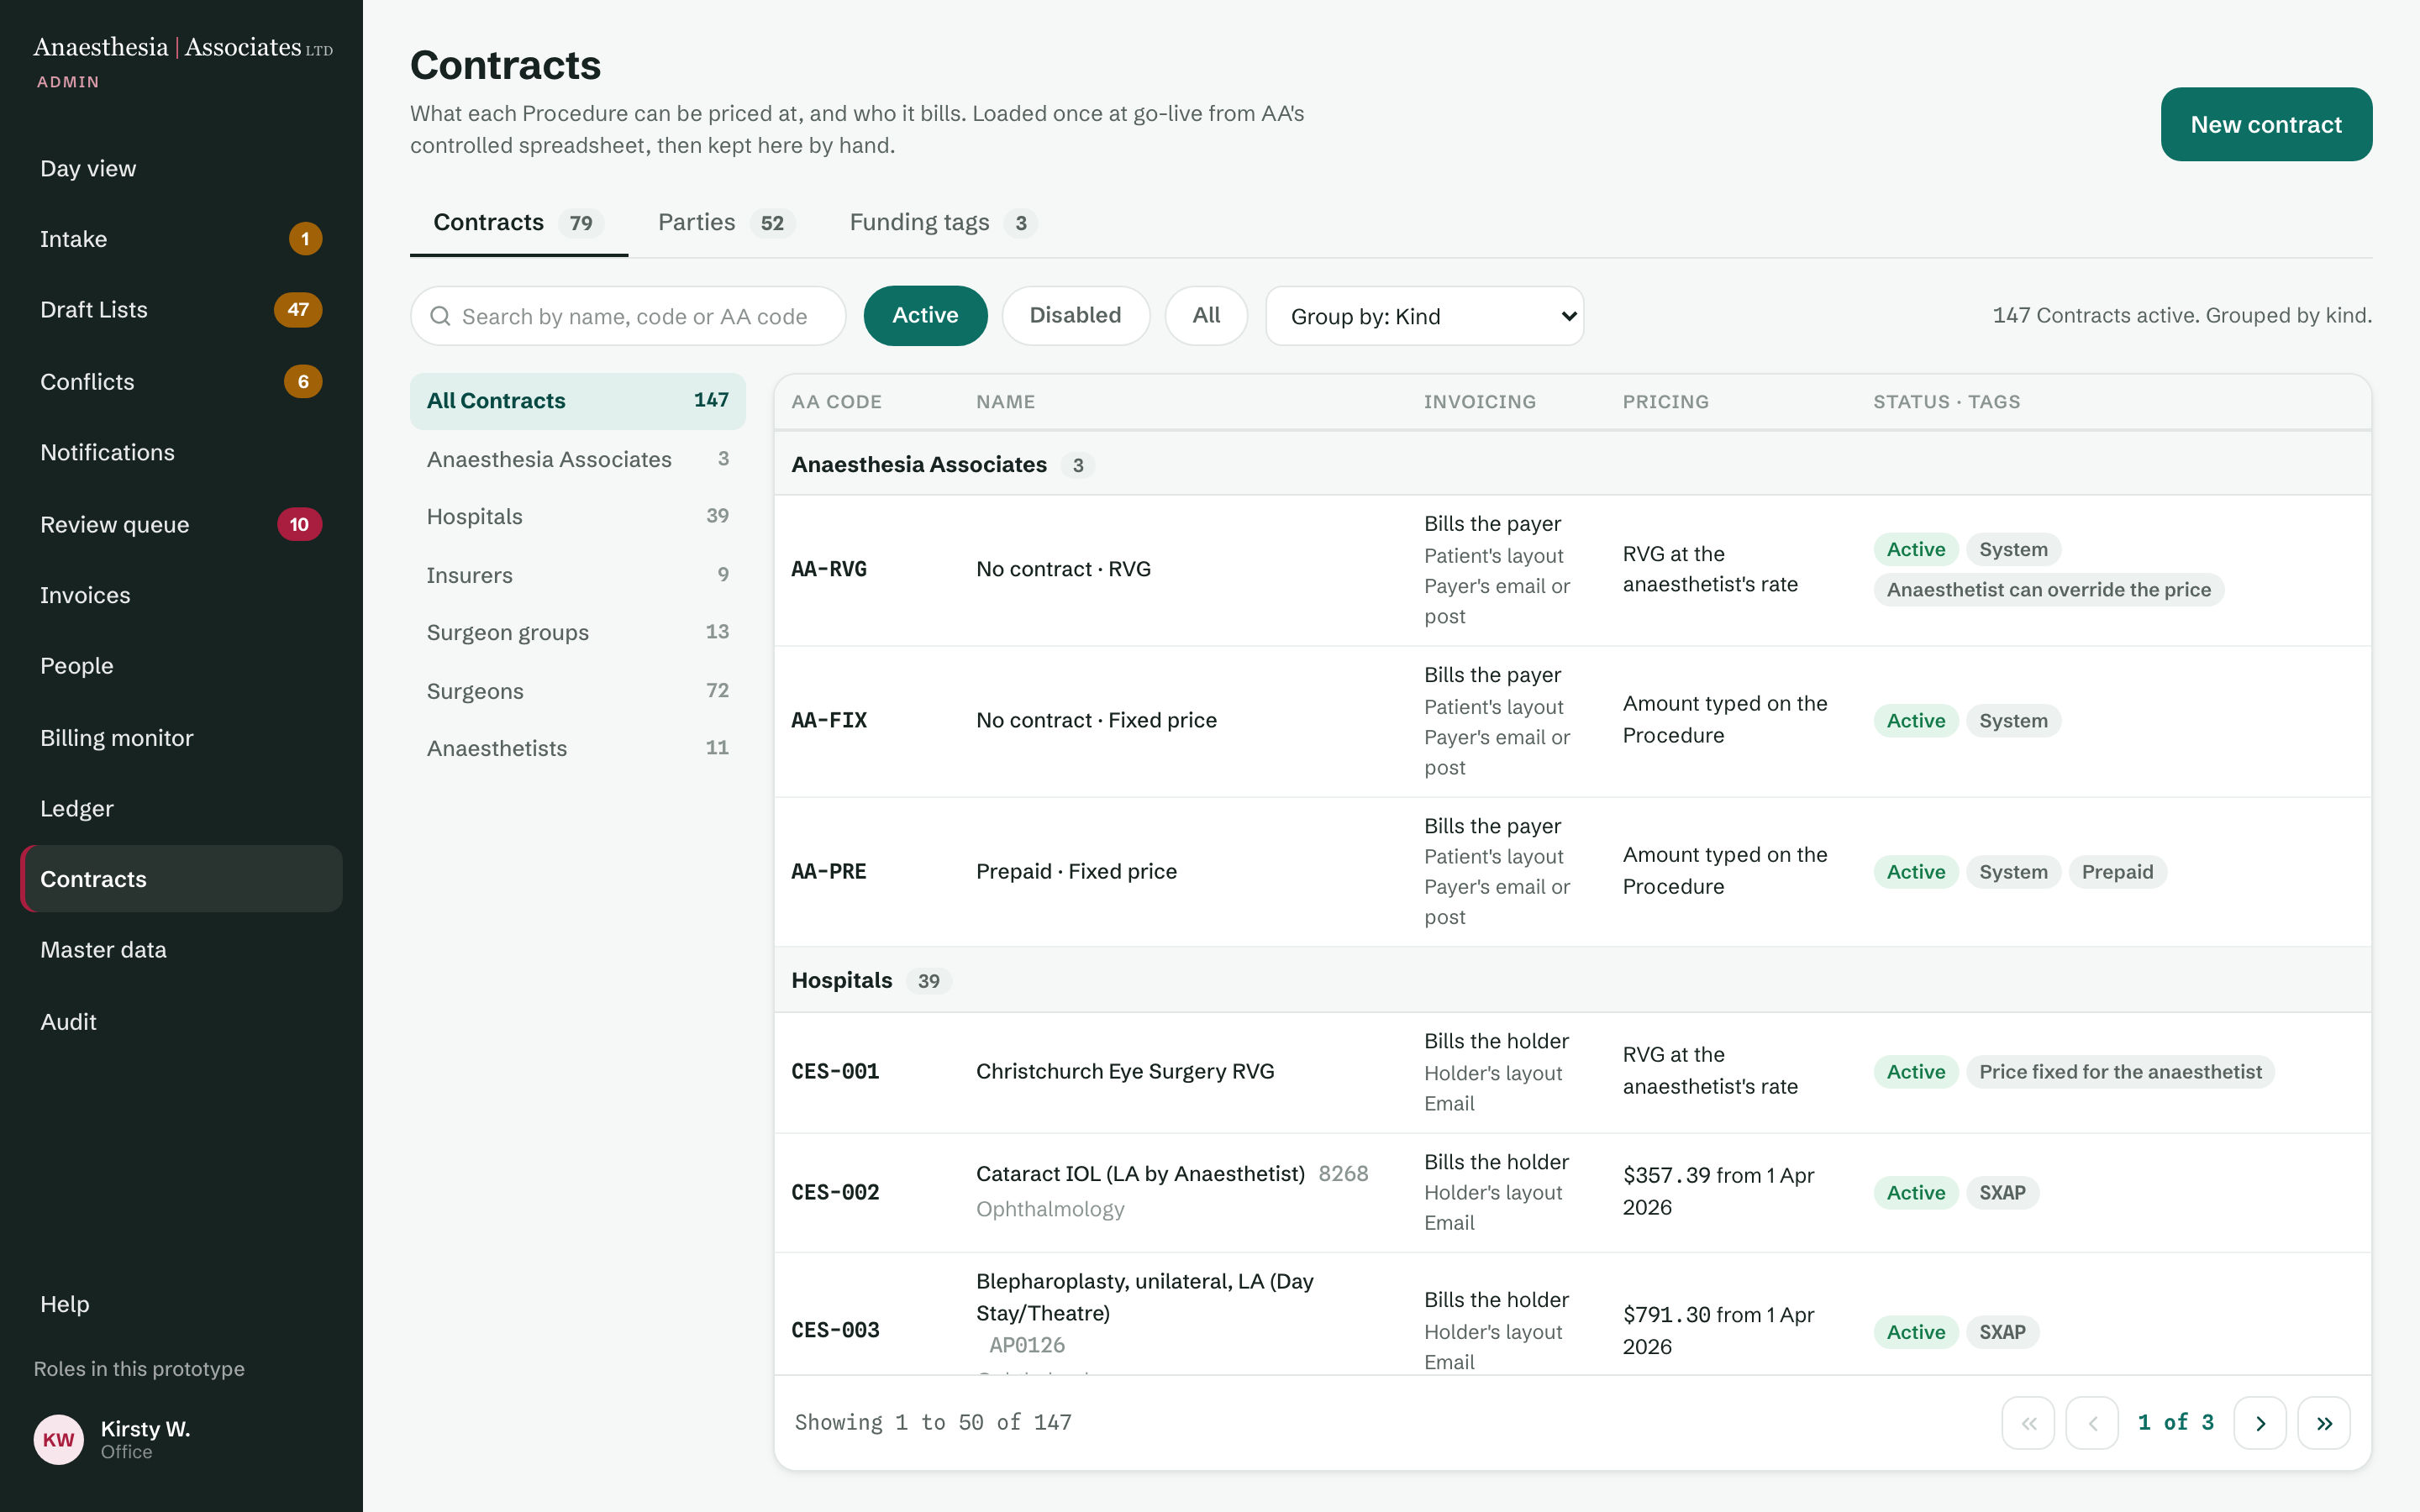 Anaesthesia | Associates LTD
ADMIN
Day view
Intake 1
Draft Lists 47
Conflicts 6
Notifications
Review queue 10
Invoices
People
Billing monitor
Ledger
Contracts
Master data
Audit
Help
Roles in this prototype
KW
Kirsty W.
Office
Contracts
What each Procedure can be priced at, and who it bills. Loaded once at go-live from AA's
controlled spreadsheet, then kept here by hand.
New contract
Contracts 79 Parties 52 Funding tags 3
Search by name, code or AA code
Active Disabled All
Group by: Kind
147 Contracts active. Grouped by kind.
All Contracts 147
Anaesthesia Associates 3
Hospitals 39
Insurers 9
Surgeon groups 13
Surgeons 72
Anaesthetists 11
AA CODE NAME INVOICING PRICING STATUS · TAGS
Anaesthesia Associates 3
AA-RVG
No contract · RVG
Bills the payer
Patient's layout
Payer's email or
post
RVG at the
anaesthetist's rate
Active System
Anaesthetist can override the price
AA-FIX
No contract · Fixed price
Bills the payer
Patient's layout
Payer's email or
post
Amount typed on the
Procedure
Active System
AA-PRE
Prepaid · Fixed price
Bills the payer
Patient's layout
Payer's email or
post
Amount typed on the
Procedure
Active System Prepaid
Hospitals 39
CES-001
Christchurch Eye Surgery RVG
Bills the holder
Holder's layout
Email
RVG at the
anaesthetist's rate
Active Price fixed for the anaesthetist
CES-002
Cataract IOL (LA by Anaesthetist) 8268
Ophthalmology
Bills the holder
Holder's layout
Email
$357.39 from 1 Apr
2026
Active SXAP
CES-003
Blepharoplasty, unilateral, LA (Day
Stay/Theatre)
AP0126
Bills the holder
Holder's layout
Email
$791.30 from 1 Apr
2026
Active SXAP
Showing 1 to 50 of 147
« ‹ 1 of 3 › »